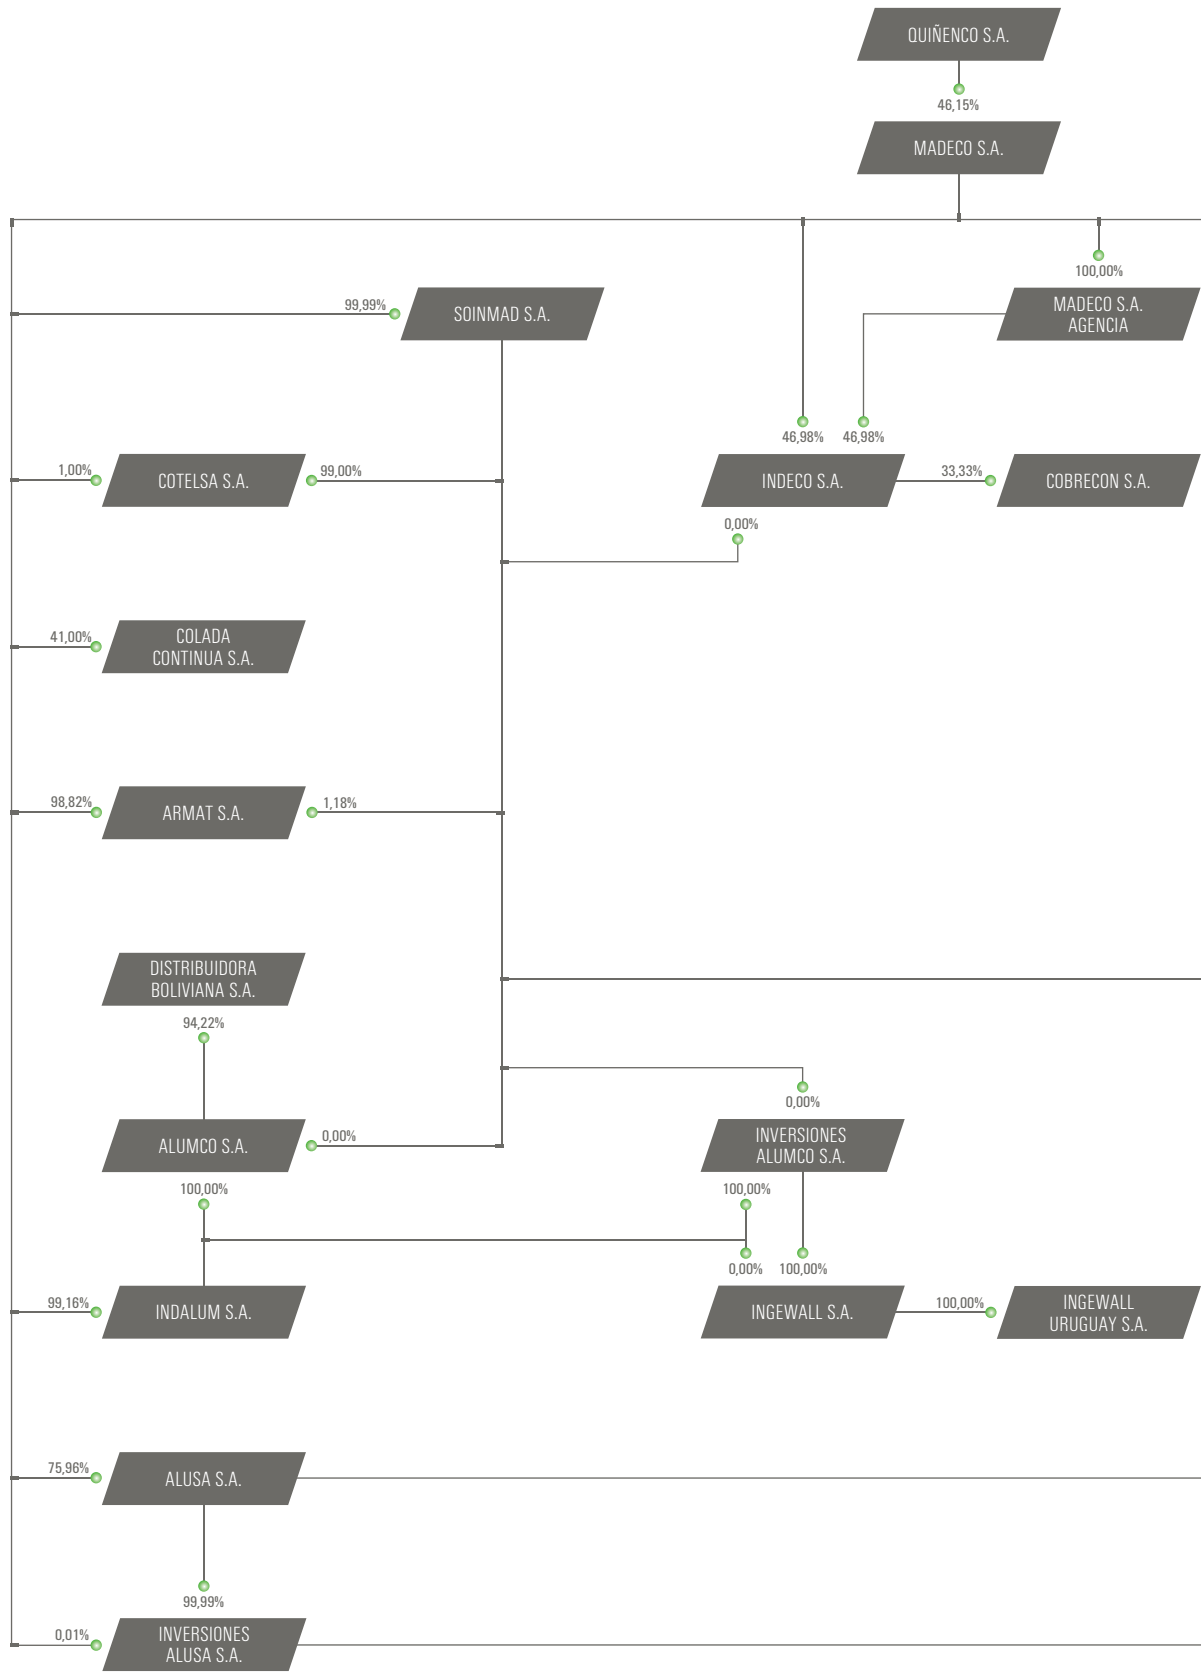 QUIÑENCO S.A.
46,15%
MADECO S.A.
100,00%
MADECO S.A.
AGENCIA
99,99%
SOINMAD S.A.
46,98%
46,98%
1,00%
COTELSA S.A.
99,00%
INDECO S.A.
33,33%
COBRECON S.A.
0,00%
41,00%
COLADA
CONTINUA S.A.
98,82%
ARMAT S.A.
1,18%
DISTRIBUIDORA
BOLIVIANA S.A.
94,22%
0,00%
ALUMCO S.A.
0,00%
INVERSIONES
ALUMCO S.A.
100,00%
100,00%
0,00%
100,00%
99,16%
INDALUM S.A.
INGEWALL S.A.
100,00%
INGEWALL
URUGUAY S.A.
75,96%
ALUSA S.A.
99,99%
0,01%
INVERSIONES
ALUSA S.A.